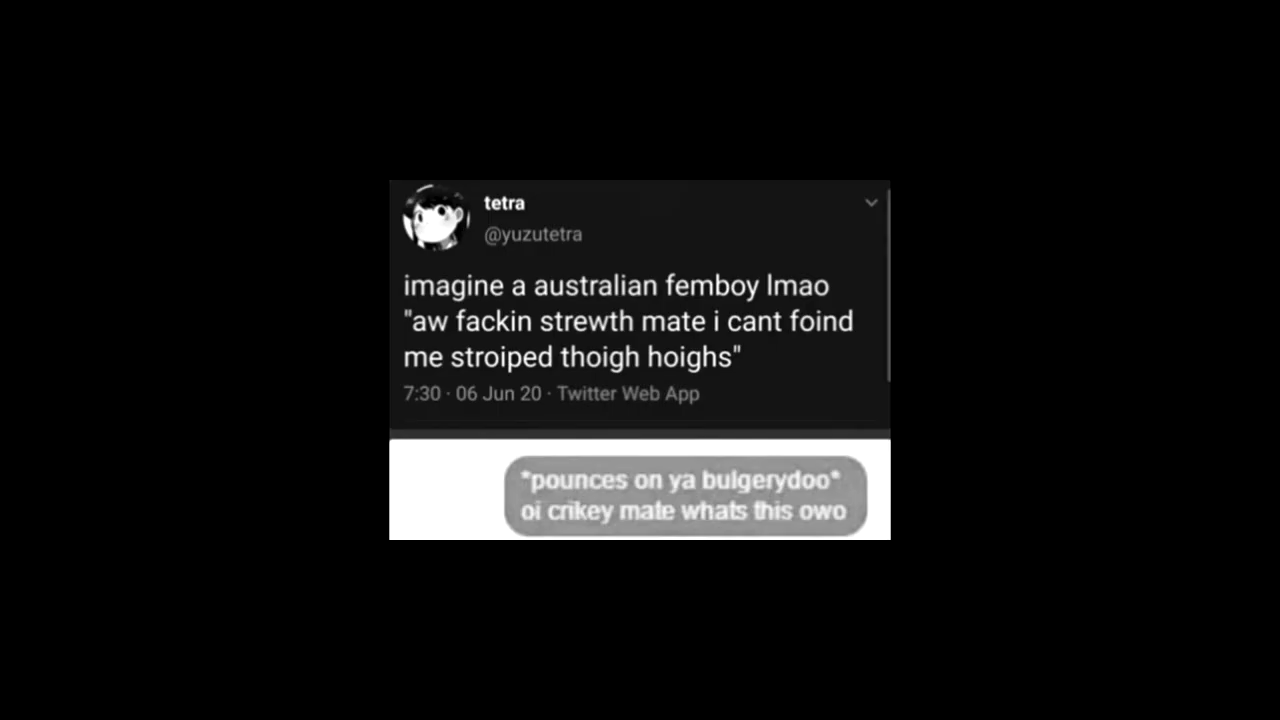 tetra
@yuzutetra
imagine a australian femboy lmao
"aw fackin strewth mate i cant foind
me stroiped thoigh hoighs"
7:30 · 06 Jun 20 · Twitter Web App
*pounces on ya bulgerydoo*
oi crikey mate whats this owo